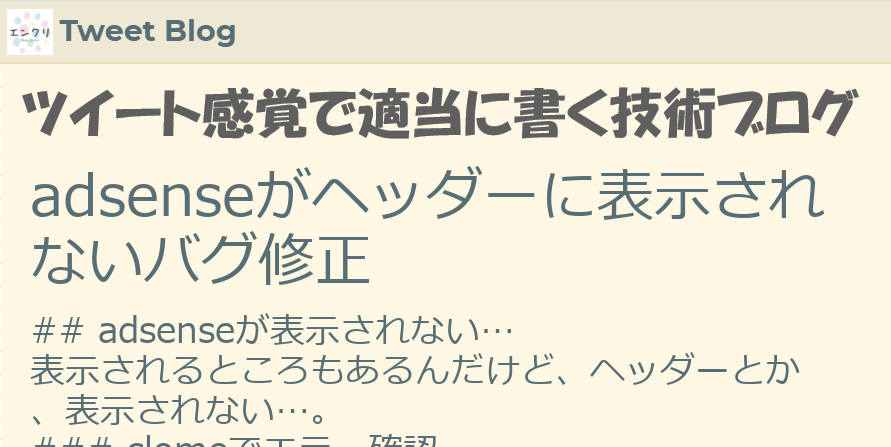 エンクリ
Tweet Blog
ツイート感覚で適当に書く技術ブログ
adsenseがヘッダーに表示され
ないバグ修正
## adsenseが表示されない…
表示されるところもあるんだけど、ヘッダーとか
、表示されない…。